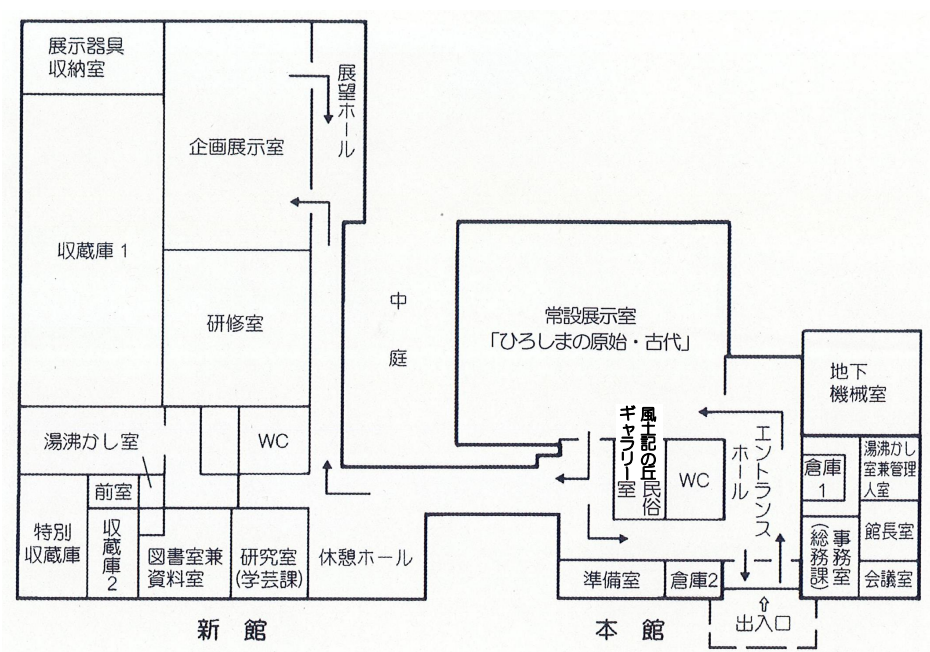 展示器具
収納室
展望ホール
企画展示室
収蔵庫 1
研修室
中庭
常設展示室
「ひろしまの原始・古代」
地下
機械室
湯沸かし室
WC
風土記の丘
ギャラリー室
民俗
WC
エントランス
ホール
倉庫
1
湯沸かし
室兼管理
人室
前室
特別
収蔵庫
収蔵庫2
図書室兼
資料室
研究室
(学芸課)
休憩ホール
準備室
倉庫2
事務室
(総務課)
館長室
会議室
出入口
新館
本館